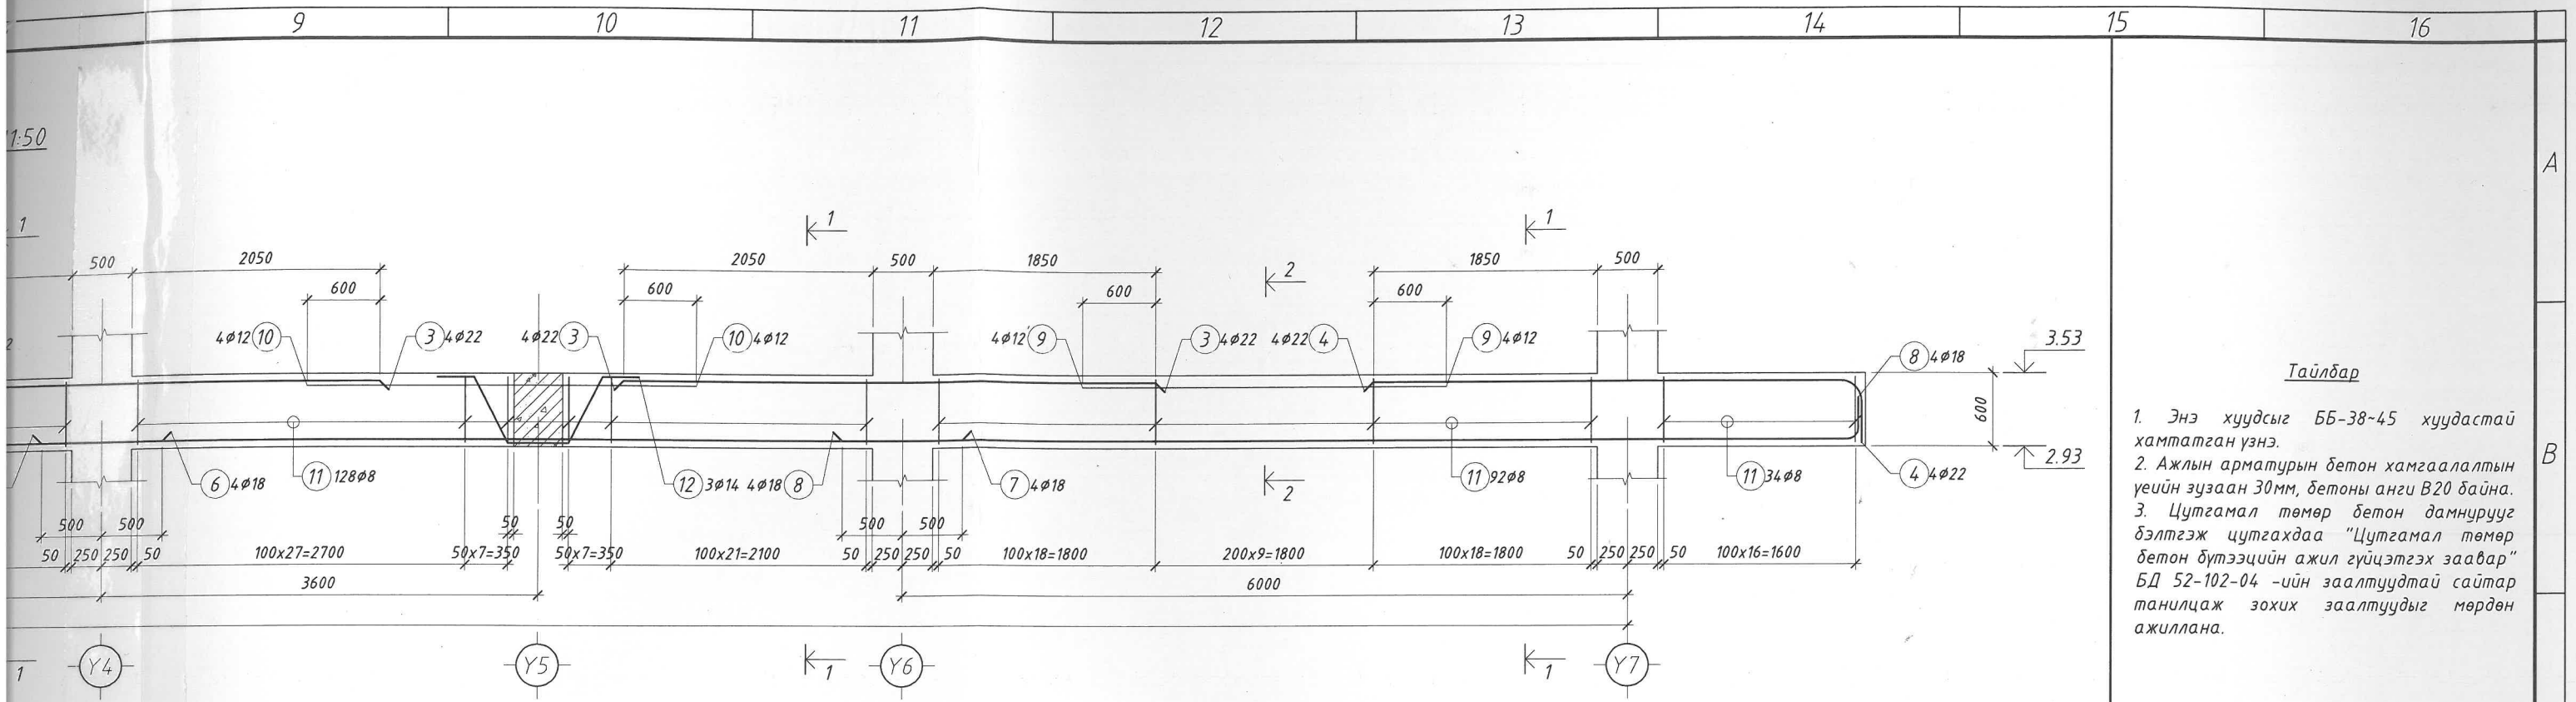 9 10 11 12 13 14 15 16
1:50
A
1 1 1
500 2050 2050 500 1850 2 1850 500
600 600 600 600
4ø12 10 3 4ø22 4ø22 3 10 4ø12 4ø12 9 3 4ø22 4ø22 4 9 4ø12
2
3.53
8 4ø18
600
2.93
B
6 4ø18 11 128ø8 12 3ø14 4ø18 8 7 4ø18 2 11 92ø8 11 34ø8 4 4ø22
500 500 50 50 500 500
50 250 250 50 100x27=2700 50x7=350 50x7=350 100x21=2100 50 250 250 50 100x18=1800 200x9=1800 100x18=1800 50 250 250 50 100x16=1600
3600 6000
1 Y4 Y5 1 Y6 1 Y7
Тайлбар
1. Энэ хуудсыг ББ-38~45 хуудастай
хамтатган үзнэ.
2. Ажлын арматурын бетон хамгаалалтын
үеийн зузаан 30мм, бетоны анги В20 байна.
3. Цутгамал төмөр бетон дамнурууг
бэлтгэж цутгахдаа "Цутгамал төмөр
бетон бүтээцийн ажил гүйцэтгэх заавар"
БД 52-102-04 -ийн заалтуудтай сайтар
танилцаж зохих заалтуудыг мөрдөн
ажиллана.